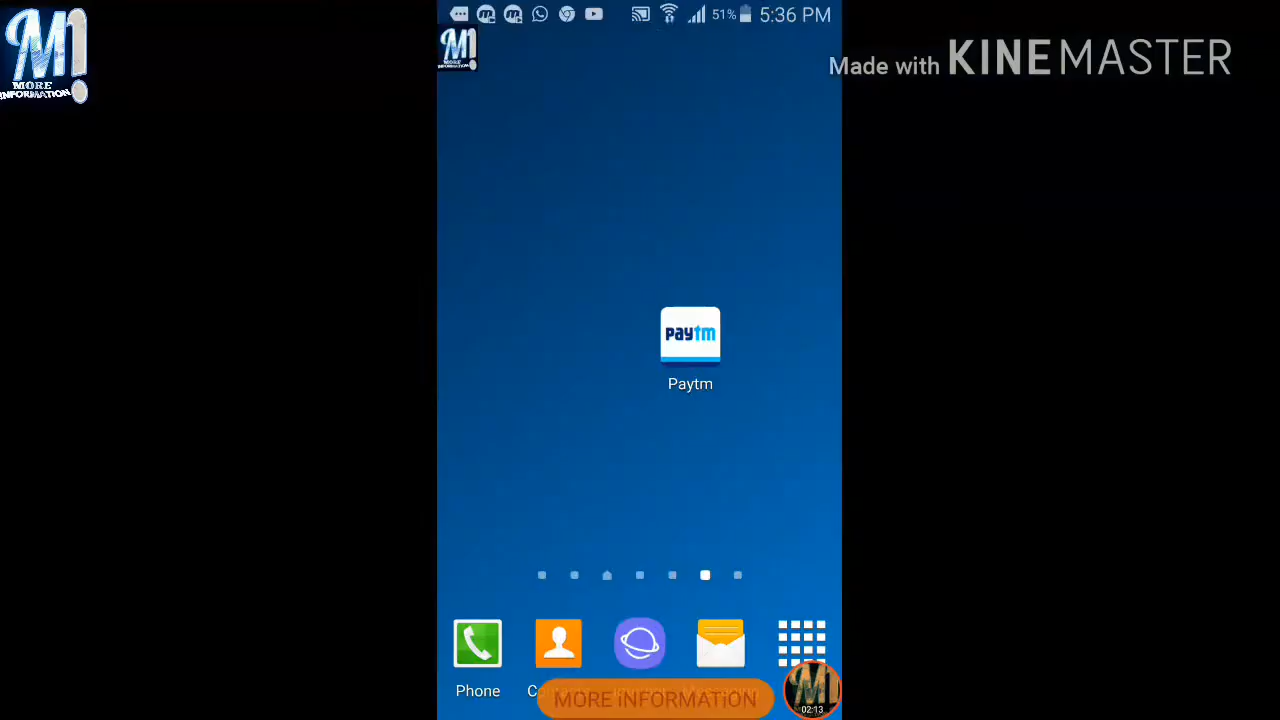 M!
MORE
iNFORMATiON
51% 5:36 PM
M!
Made with KINEMASTER
paytm
Paytm
Phone
MORE iNFORMATiON
M!
02:13